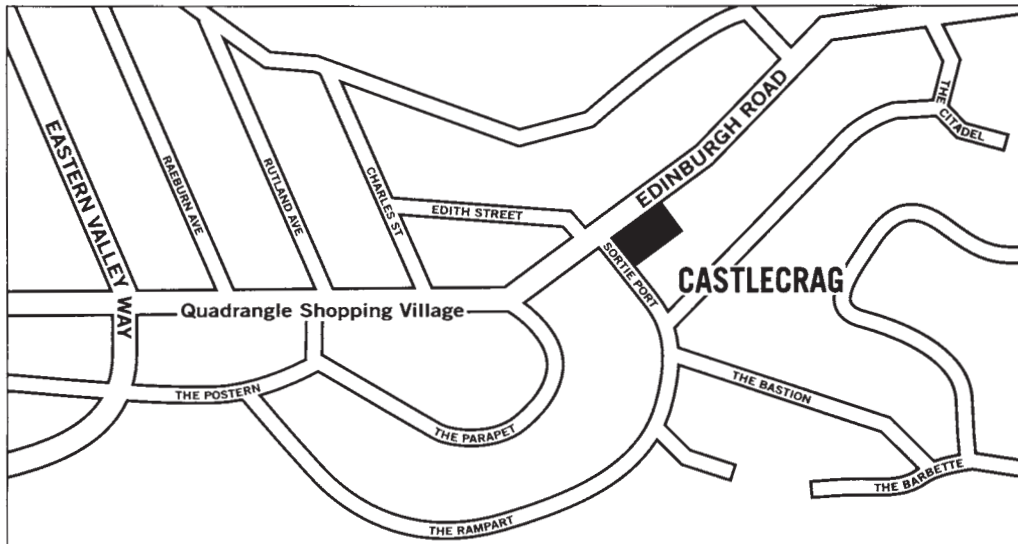 EASTERN VALLEY WAY
RAEBURN AVE
RUTLAND AVE
CHARLES ST
EDITH STREET
EDINBURGH ROAD
THE CITADEL
SORTIE PORT
CASTLECRAG
Quadrangle Shopping Village
THE POSTERN
THE PARAPET
THE BASTION
THE BARBETTE
THE RAMPART